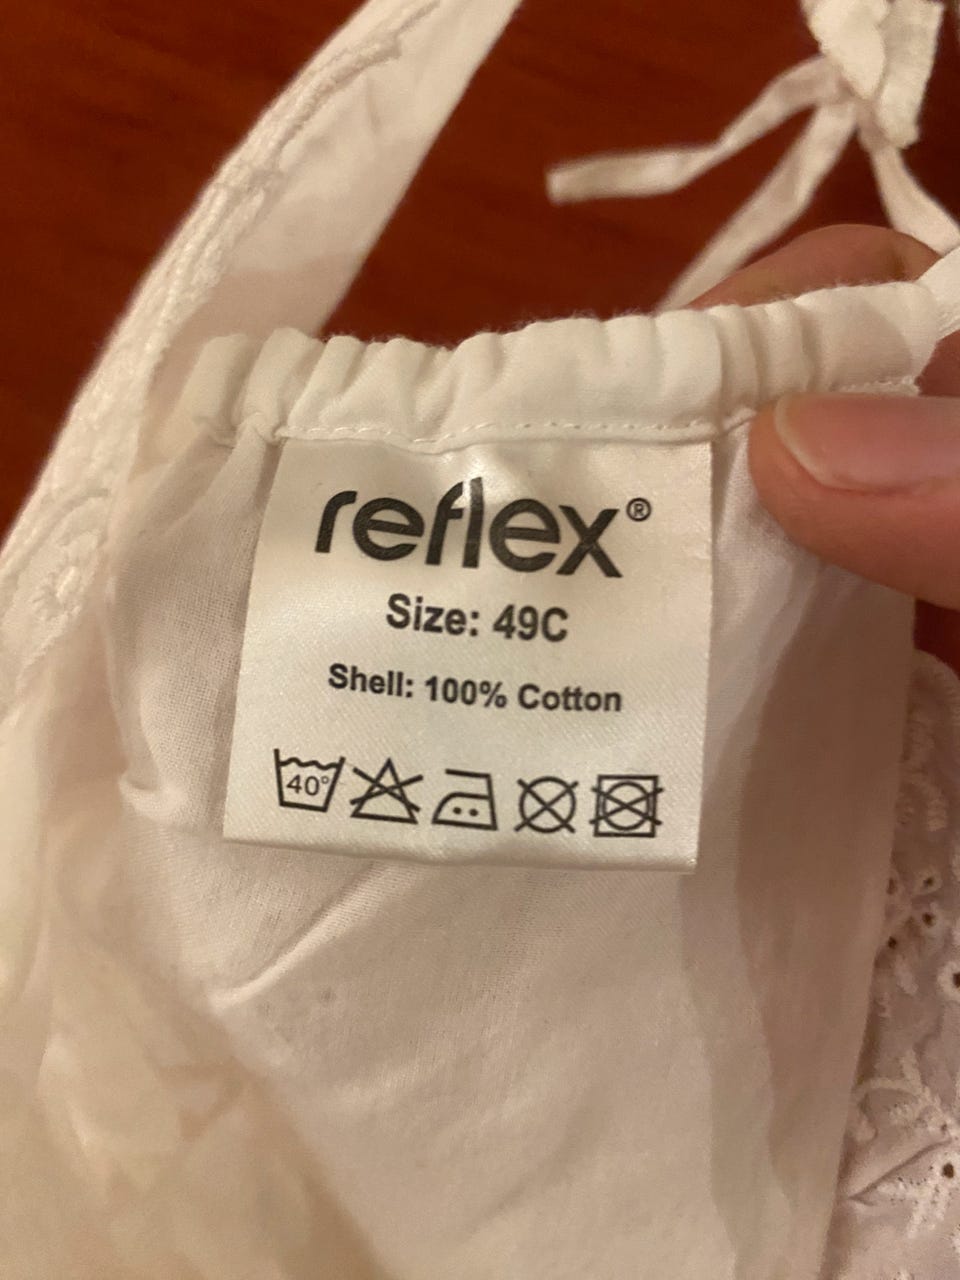 reflex®
Size: 49C
Shell: 100% Cotton
40°